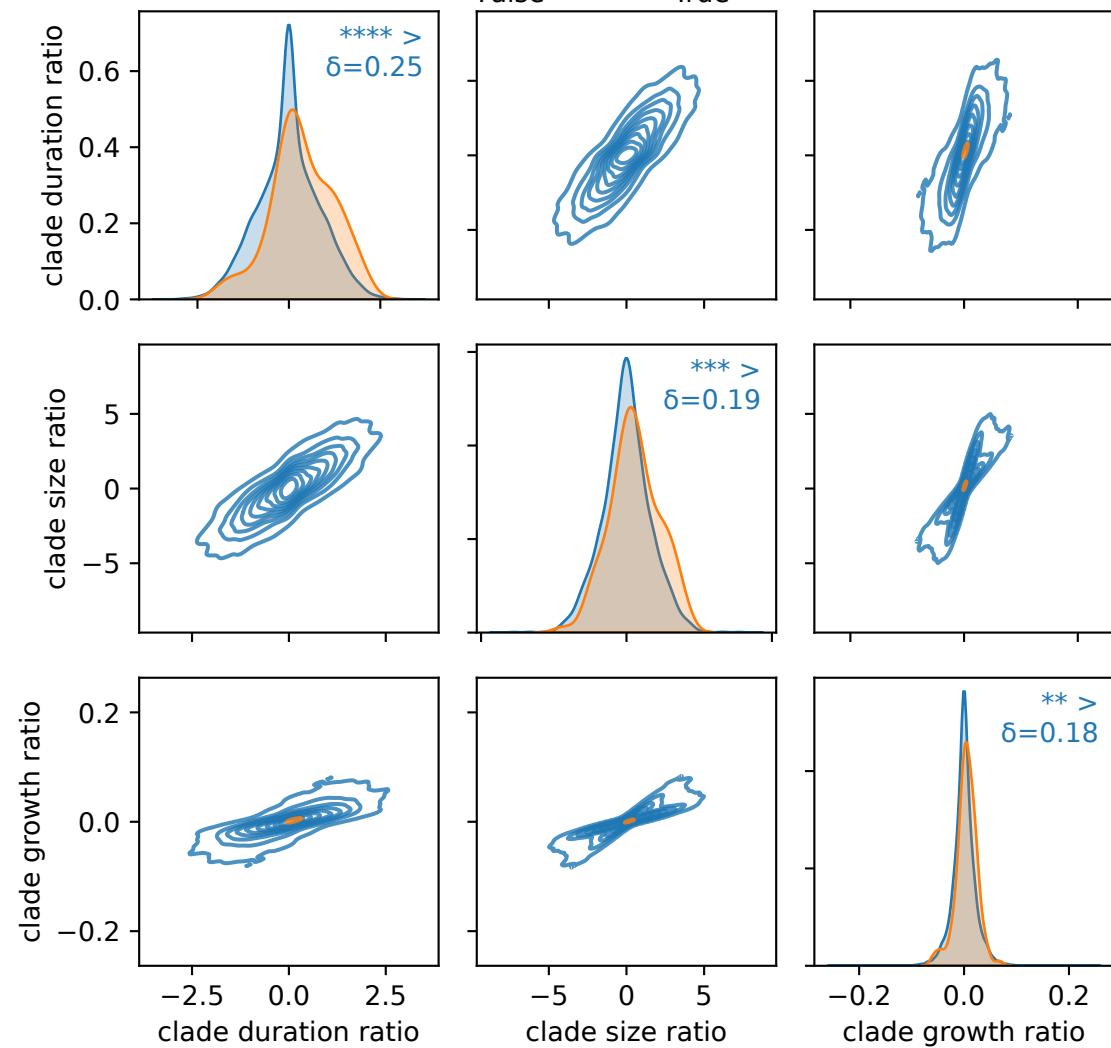 False True
clade duration ratio
0.6
0.4
0.2
0.0
**** >
δ=0.25
clade size ratio
5
0
−5
*** >
δ=0.19
clade growth ratio
0.2
0.0
−0.2
** >
δ=0.18
−2.5 0.0 2.5
−5 0 5
−0.2 0.0 0.2
clade duration ratio
clade size ratio
clade growth ratio